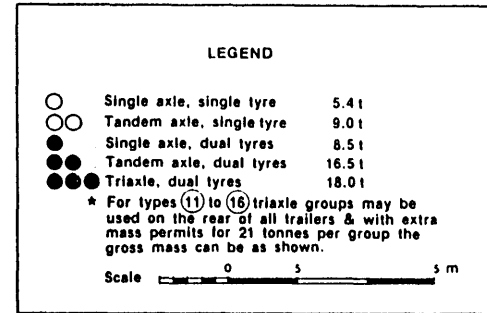 LEGEND
Single axle, single tyre 5.4 t
Tandem axle, single tyre 9.0 t
Single axle, dual tyres 8.5 t
Tandem axle, dual tyres 16.5 t
Triaxle, dual tyres 18.0 t
* For types 11 to 16 triaxle groups may be
used on the rear of all trailers & with extra
mass permits for 21 tonnes per group the
gross mass can be as shown.
Scale 0 5 5 m